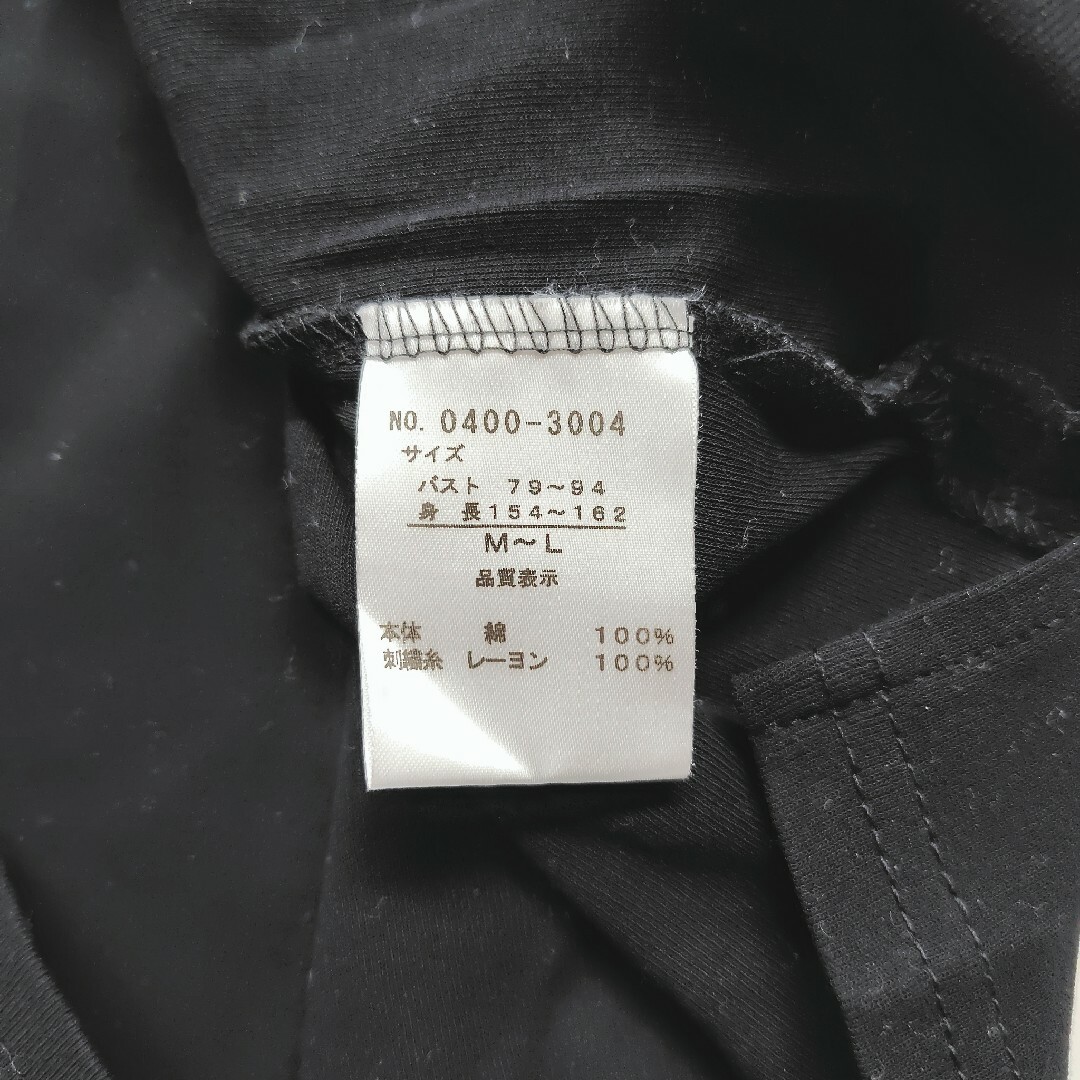 NO. 0400-3004
サイズ
バスト 79～94
身 長154～162
M～L
品質表示
本体 綿 100%
刺繍糸 レーヨン 100%